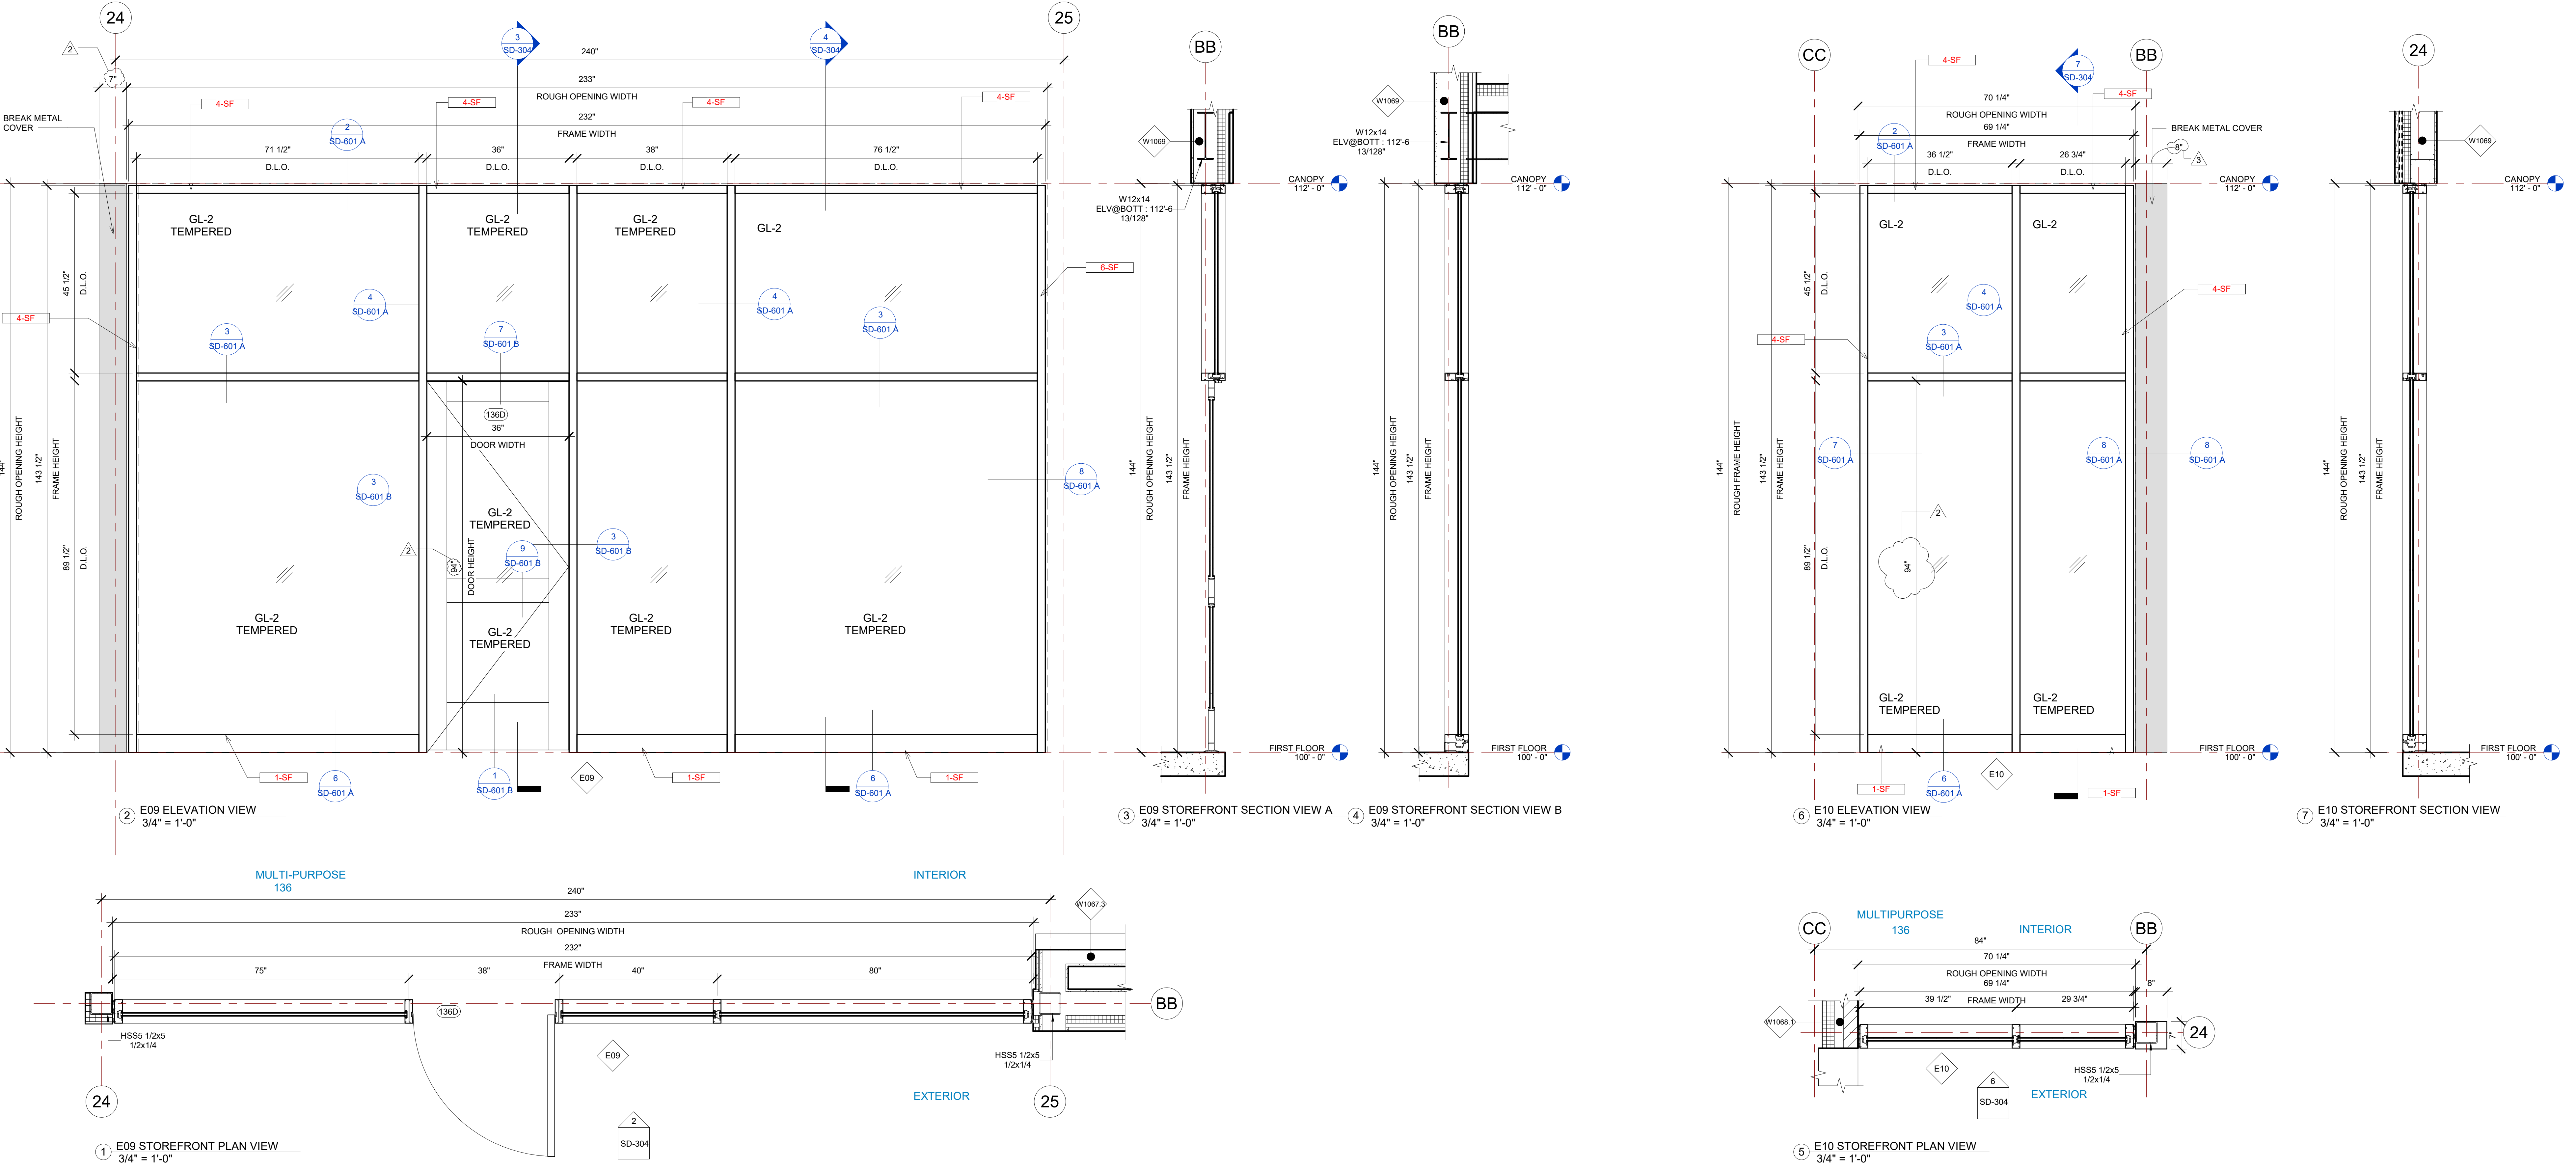 24
25
2
7"
240"
3
SD-304
4
SD-304
233"
ROUGH OPENING WIDTH
4-SF
4-SF
4-SF
4-SF
232"
FRAME WIDTH
BREAK METAL
COVER
2
SD-601 A
71 1/2"
D.L.O.
36"
D.L.O.
38"
D.L.O.
76 1/2"
D.L.O.
GL-2
TEMPERED
GL-2
TEMPERED
GL-2
TEMPERED
GL-2
6-SF
4-SF
45 1/2"
D.L.O.
4
SD-601 A
4
SD-601 A
3
SD-601 A
3
SD-601 A
7
SD-601 B
136D
36"
DOOR WIDTH
144"
ROUGH OPENING HEIGHT
143 1/2"
FRAME HEIGHT
89 1/2"
D.L.O.
3
SD-601 B
8
SD-601 A
GL-2
TEMPERED
2
94"
DOOR HEIGHT
9
SD-601 B
3
SD-601 B
GL-2
TEMPERED
GL-2
TEMPERED
GL-2
TEMPERED
GL-2
TEMPERED
1-SF
6
SD-601 A
1
SD-601 B
E09
1-SF
6
SD-601 A
1-SF
2
E09 ELEVATION VIEW
3/4" = 1'-0"
BB
W1069
W12x14
ELV@BOTT : 112'-6
13/128"
CANOPY
112' - 0"
144"
ROUGH OPENING HEIGHT
143 1/2"
FRAME HEIGHT
FIRST FLOOR
100' - 0"
3
E09 STOREFRONT SECTION VIEW A
3/4" = 1'-0"
BB
W1069
W12x14
ELV@BOTT : 112'-6
13/128"
CANOPY
112' - 0"
144"
ROUGH OPENING HEIGHT
143 1/2"
FRAME HEIGHT
FIRST FLOOR
100' - 0"
4
E09 STOREFRONT SECTION VIEW B
3/4" = 1'-0"
CC
BB
4-SF
7
SD-304
4-SF
70 1/4"
ROUGH OPENING WIDTH
69 1/4"
FRAME WIDTH
BREAK METAL COVER
2
SD-601 A
8"
3
36 1/2"
D.L.O.
26 3/4"
D.L.O.
CANOPY
112' - 0"
GL-2
GL-2
45 1/2"
D.L.O.
4
SD-601 A
4-SF
4-SF
3
SD-601 A
144"
ROUGH FRAME HEIGHT
143 1/2"
FRAME HEIGHT
7
SD-601 A
8
SD-601 A
8
SD-601 A
2
89 1/2"
D.L.O.
94"
GL-2
TEMPERED
GL-2
TEMPERED
FIRST FLOOR
100' - 0"
1-SF
6
SD-601 A
E10
1-SF
6
E10 ELEVATION VIEW
3/4" = 1'-0"
24
W1069
CANOPY
112' - 0"
144"
ROUGH OPENING HEIGHT
143 1/2"
FRAME HEIGHT
FIRST FLOOR
100' - 0"
7
E10 STOREFRONT SECTION VIEW
3/4" = 1'-0"
MULTI-PURPOSE
136
INTERIOR
240"
233"
ROUGH OPENING WIDTH
232"
FRAME WIDTH
75"
38"
40"
80"
W1067.3
136D
BB
HSS5 1/2x5
1/2x1/4
E09
HSS5 1/2x5
1/2x1/4
24
25
EXTERIOR
2
SD-304
1
E09 STOREFRONT PLAN VIEW
3/4" = 1'-0"
MULTIPURPOSE
136
INTERIOR
CC
BB
84"
70 1/4"
ROUGH OPENING WIDTH
69 1/4"
FRAME WIDTH
8"
39 1/2"
29 3/4"
W1068.1
24
7"
E10
HSS5 1/2x5
1/2x1/4
6
SD-304
EXTERIOR
5
E10 STOREFRONT PLAN VIEW
3/4" = 1'-0"